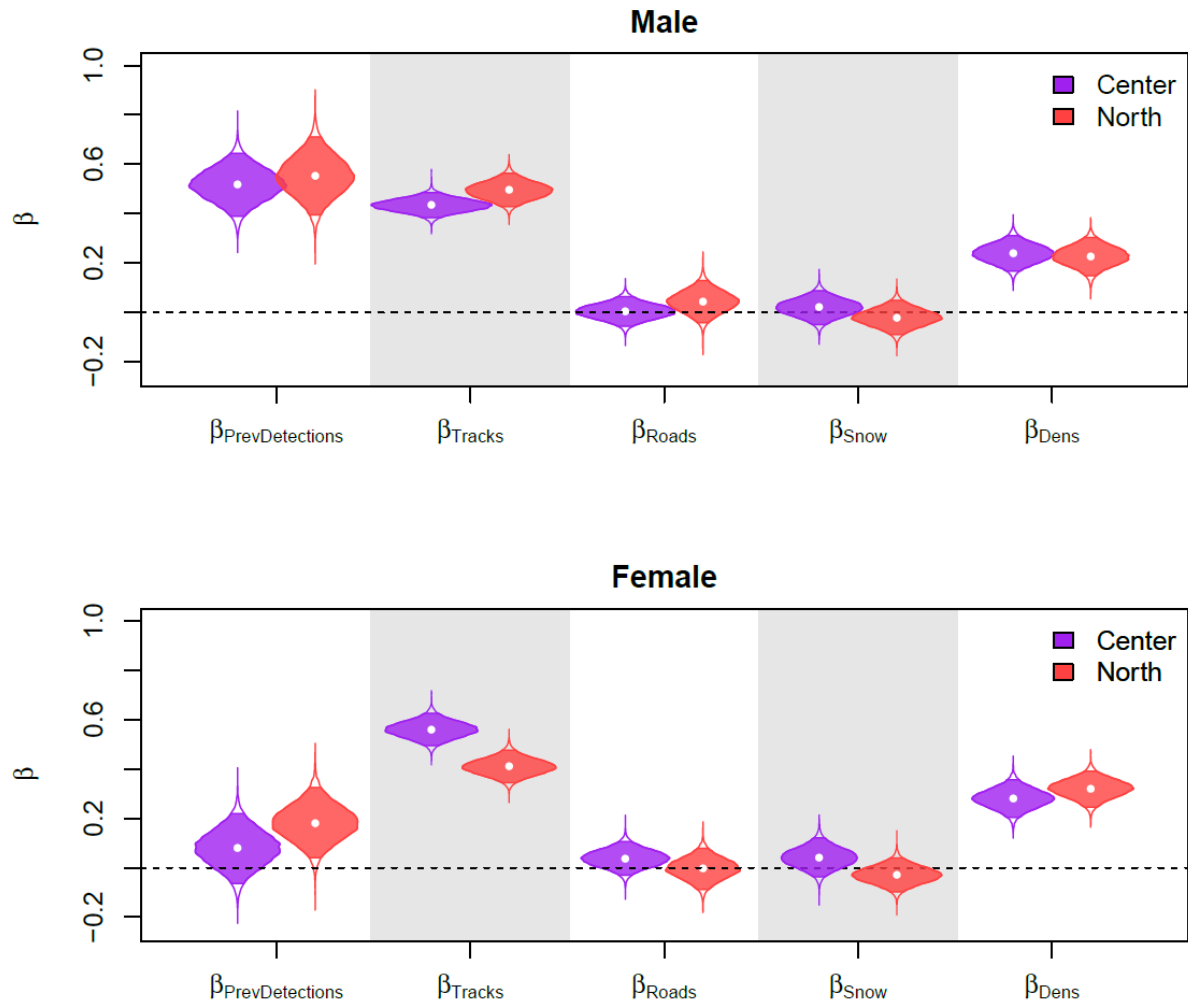 Male
1.0
0.6
0.2
−0.2
β
Center
North
βPrevDetections
βTracks
βRoads
βSnow
βDens
Female
1.0
0.6
0.2
−0.2
β
Center
North
βPrevDetections
βTracks
βRoads
βSnow
βDens